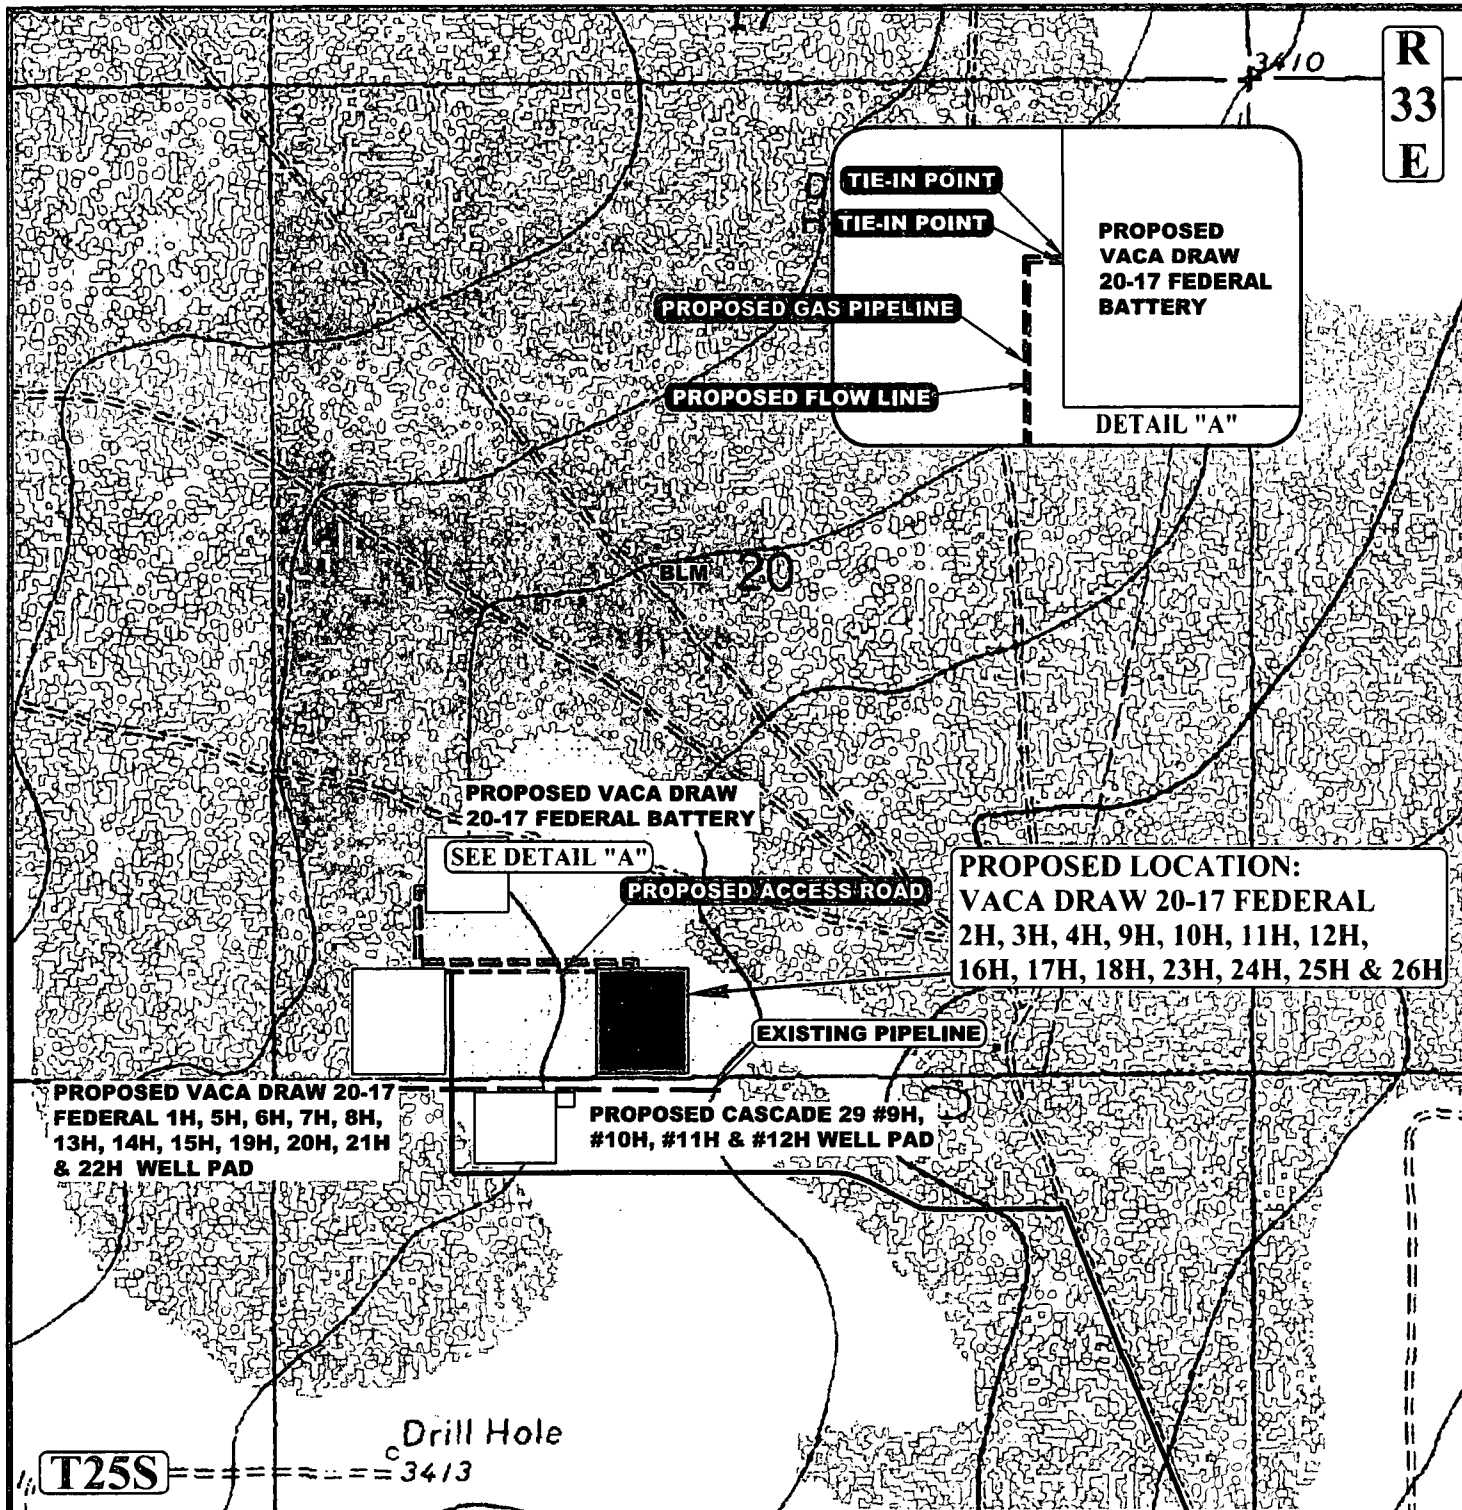 17
3410
R
33
E
TIE-IN POINT
TIE-IN POINT
PROPOSED
VACA DRAW
20-17 FEDERAL
BATTERY
PROPOSED GAS PIPELINE
PROPOSED FLOW LINE
DETAIL "A"
BLM 20
PROPOSED VACA DRAW
20-17 FEDERAL BATTERY
SEE DETAIL "A"
PROPOSED ACCESS ROAD
PROPOSED LOCATION:
VACA DRAW 20-17 FEDERAL
2H, 3H, 4H, 9H, 10H, 11H, 12H,
16H, 17H, 18H, 23H, 24H, 25H & 26H
EXISTING PIPELINE
PROPOSED VACA DRAW 20-17
FEDERAL 1H, 5H, 6H, 7H, 8H,
13H, 14H, 15H, 19H, 20H, 21H
& 22H WELL PAD
PROPOSED CASCADE 29 #9H,
#10H, #11H & #12H WELL PAD
Drill Hole
3413
T25S